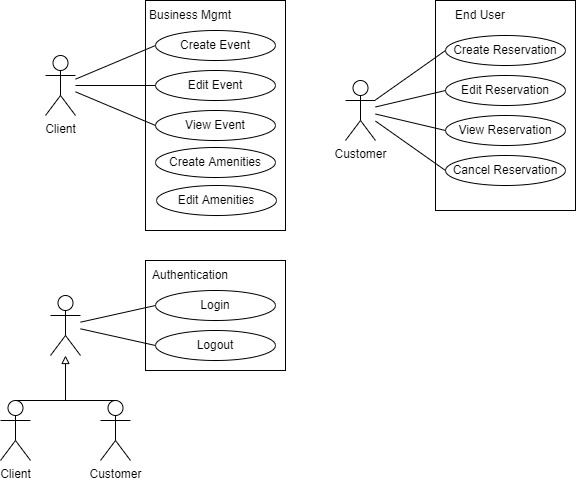 Business Mgmt
Create Event
Edit Event
View Event
Create Amenities
Edit Amenities
Client
End User
Create Reservation
Edit Reservation
View Reservation
Cancel Reservation
Customer
Authentication
Login
Logout
Client
Customer